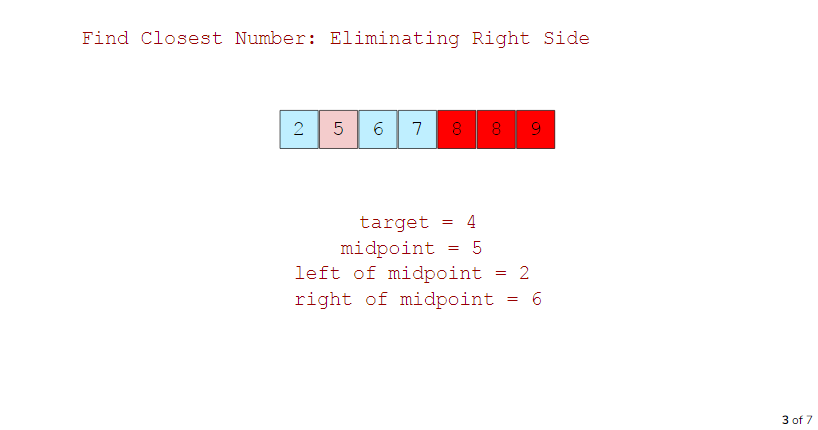 Find Closest Number: Eliminating Right Side
2 5 6 7 8 8 9
target = 4
midpoint = 5
left of midpoint = 2
right of midpoint = 6
3 of 7